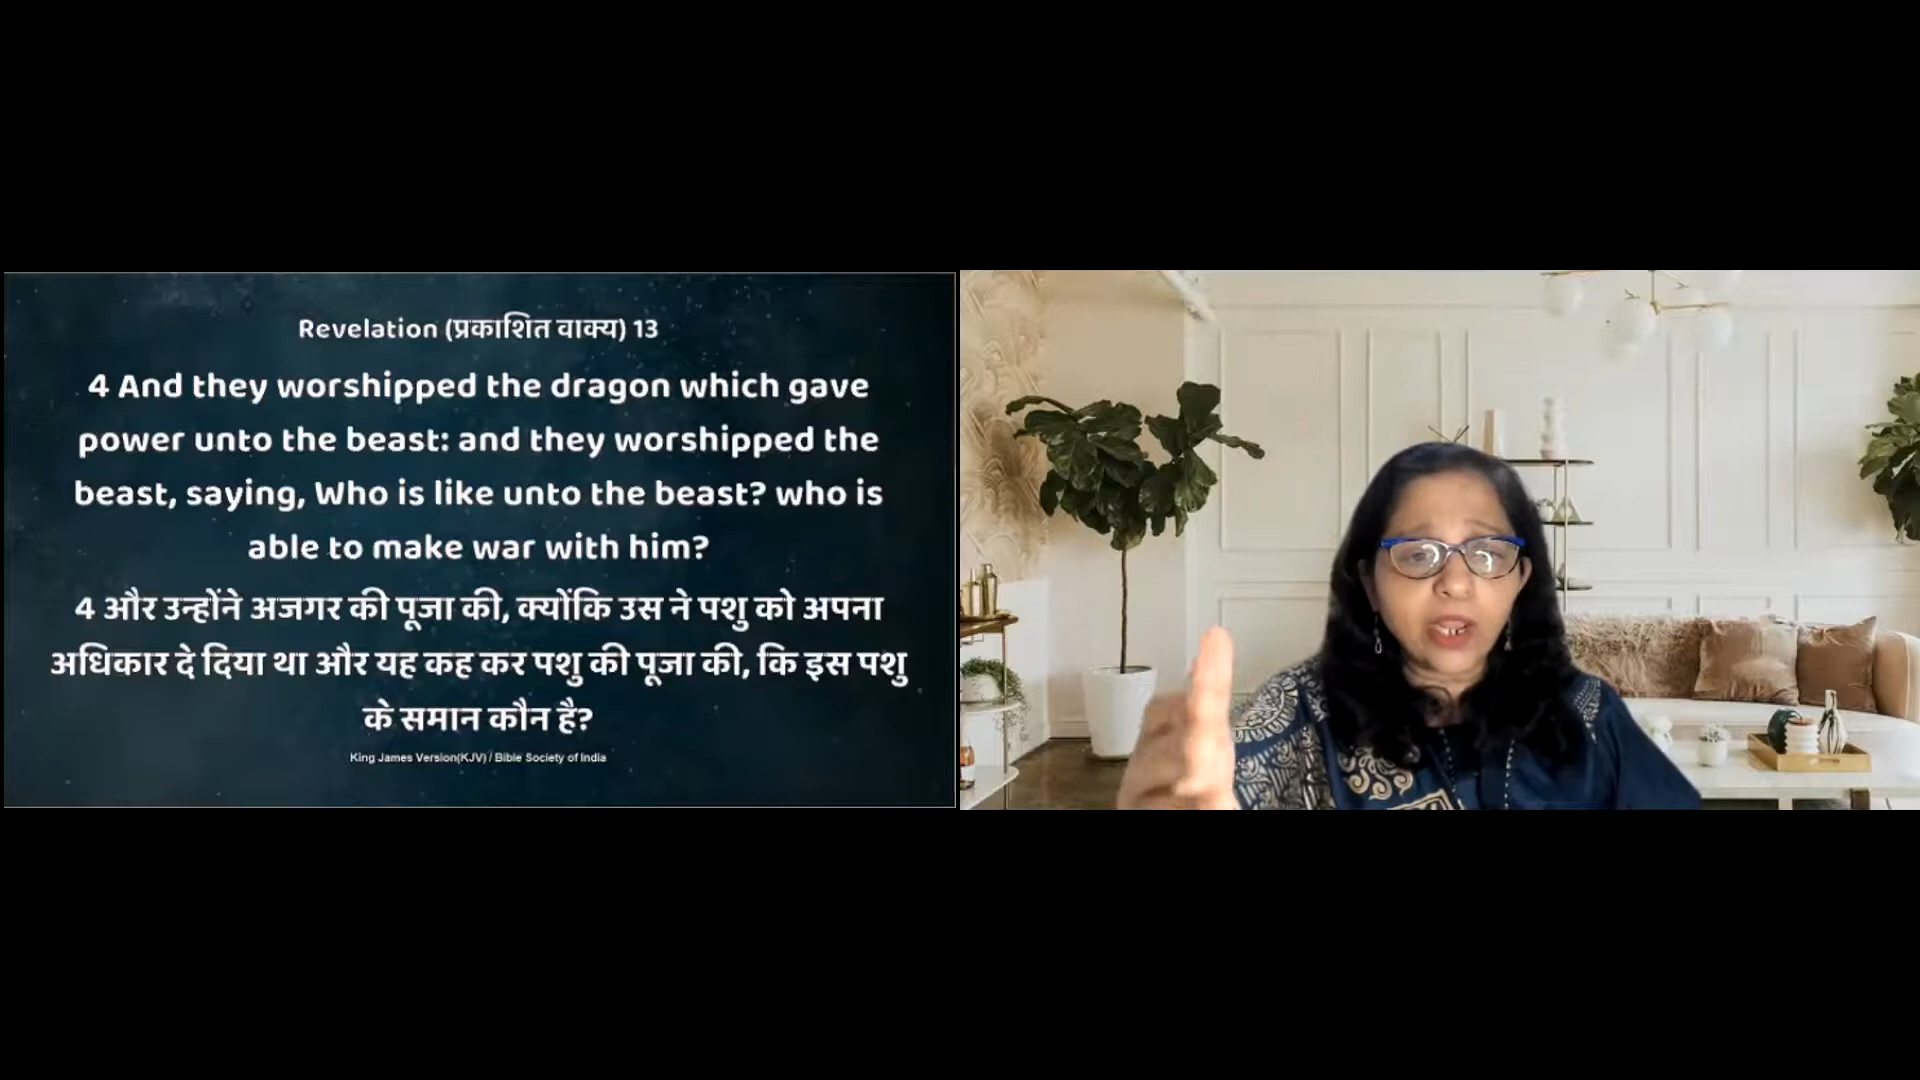 Revelation (प्रकाशित वाक्य) 13
4 And they worshipped the dragon which gave
power unto the beast: and they worshipped the
beast, saying, Who is like unto the beast? who is
able to make war with him?
4 और उन्होंने अजगर की पूजा की, क्योंकि उस ने पशु को अपना
अधिकार दे दिया था और यह कह कर पशु की पूजा की, कि इस पशु
के समान कौन है?
King James Version(KJV) / Bible Society of India